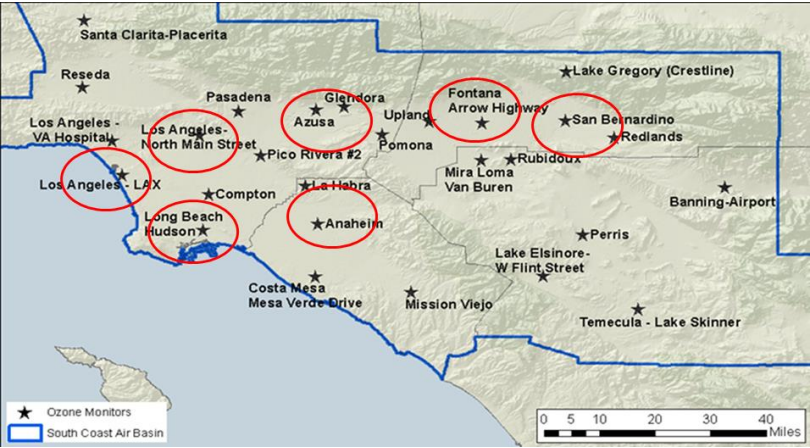 Santa Clarita-Placerita
Reseda
Lake Gregory (Crestline)
Pasadena
Glendora
Azusa
Fontana
Arrow Highway
Upland
San Bernardino
Redlands
Los Angeles -
VA Hospital
Los Angeles-
North Main Street
Pico Rivera #2
Pomona
Mira Loma
Van Buren
Rubidoux
Los Angeles - LAX
Compton
La Habra
Banning-Airport
Long Beach
Hudson
Anaheim
Perris
Lake Elsinore-
W Flint Street
Costa Mesa
Mesa Verde Drive
Mission Viejo
Temecula - Lake Skinner
Ozone Monitors
South Coast Air Basin
0 5 10 20 30 40
Miles